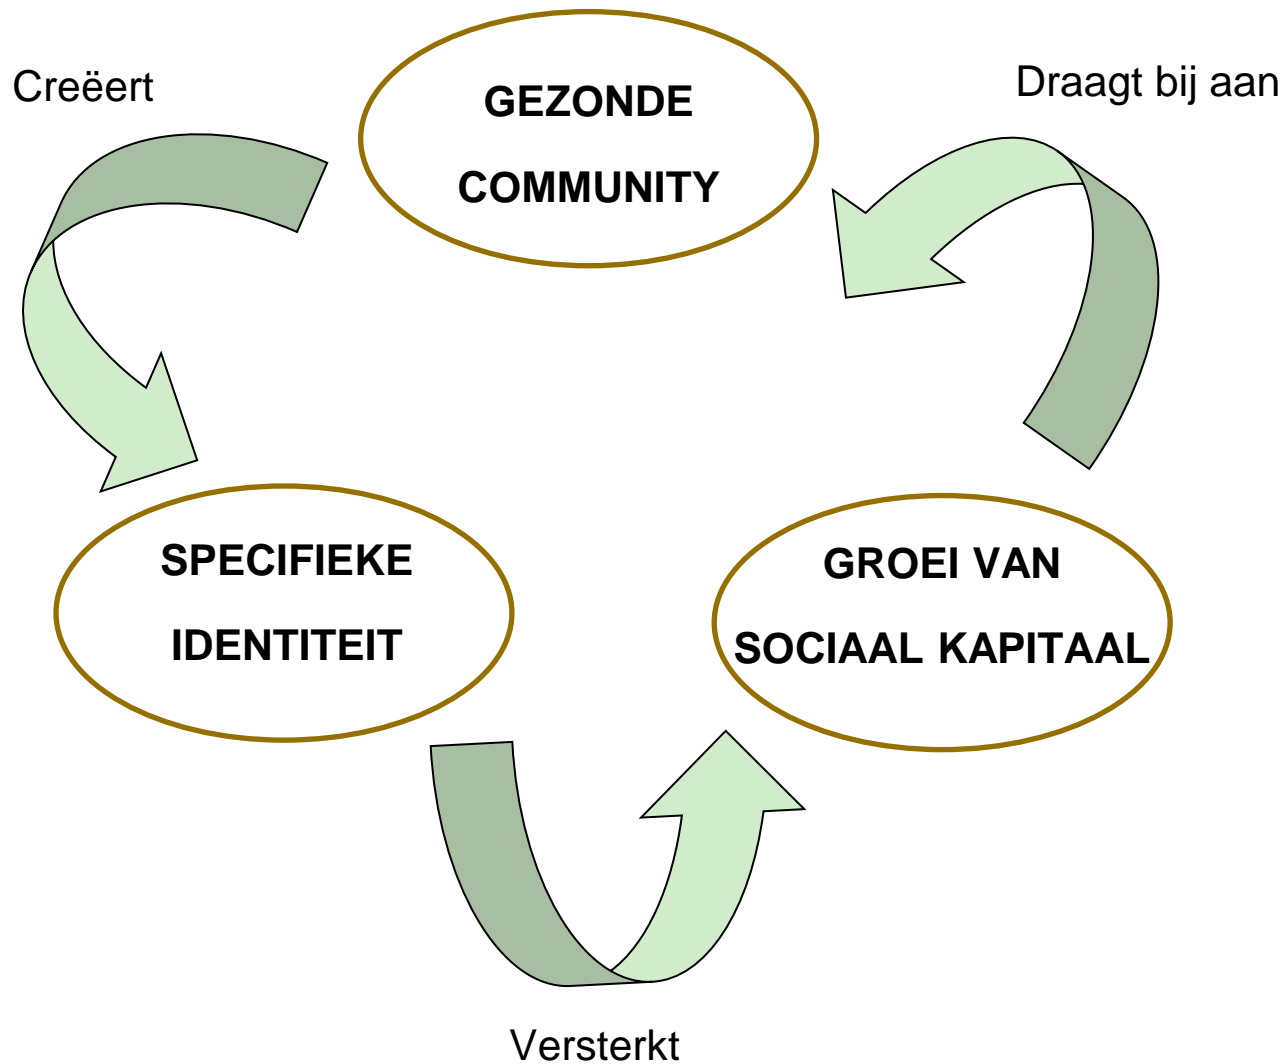 Creëert
GEZONDE
COMMUNITY
Draagt bij aan
SPECIFIEKE
IDENTITEIT
GROEI VAN
SOCIAAL KAPITAAL
Versterkt